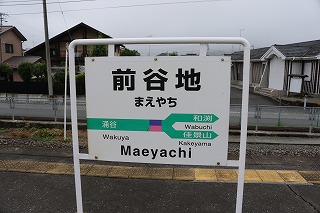 前谷地
まえやち
涌谷
Wakuya
和渕
Wabuchi
佳景山
Kakeyama
Maeyachi